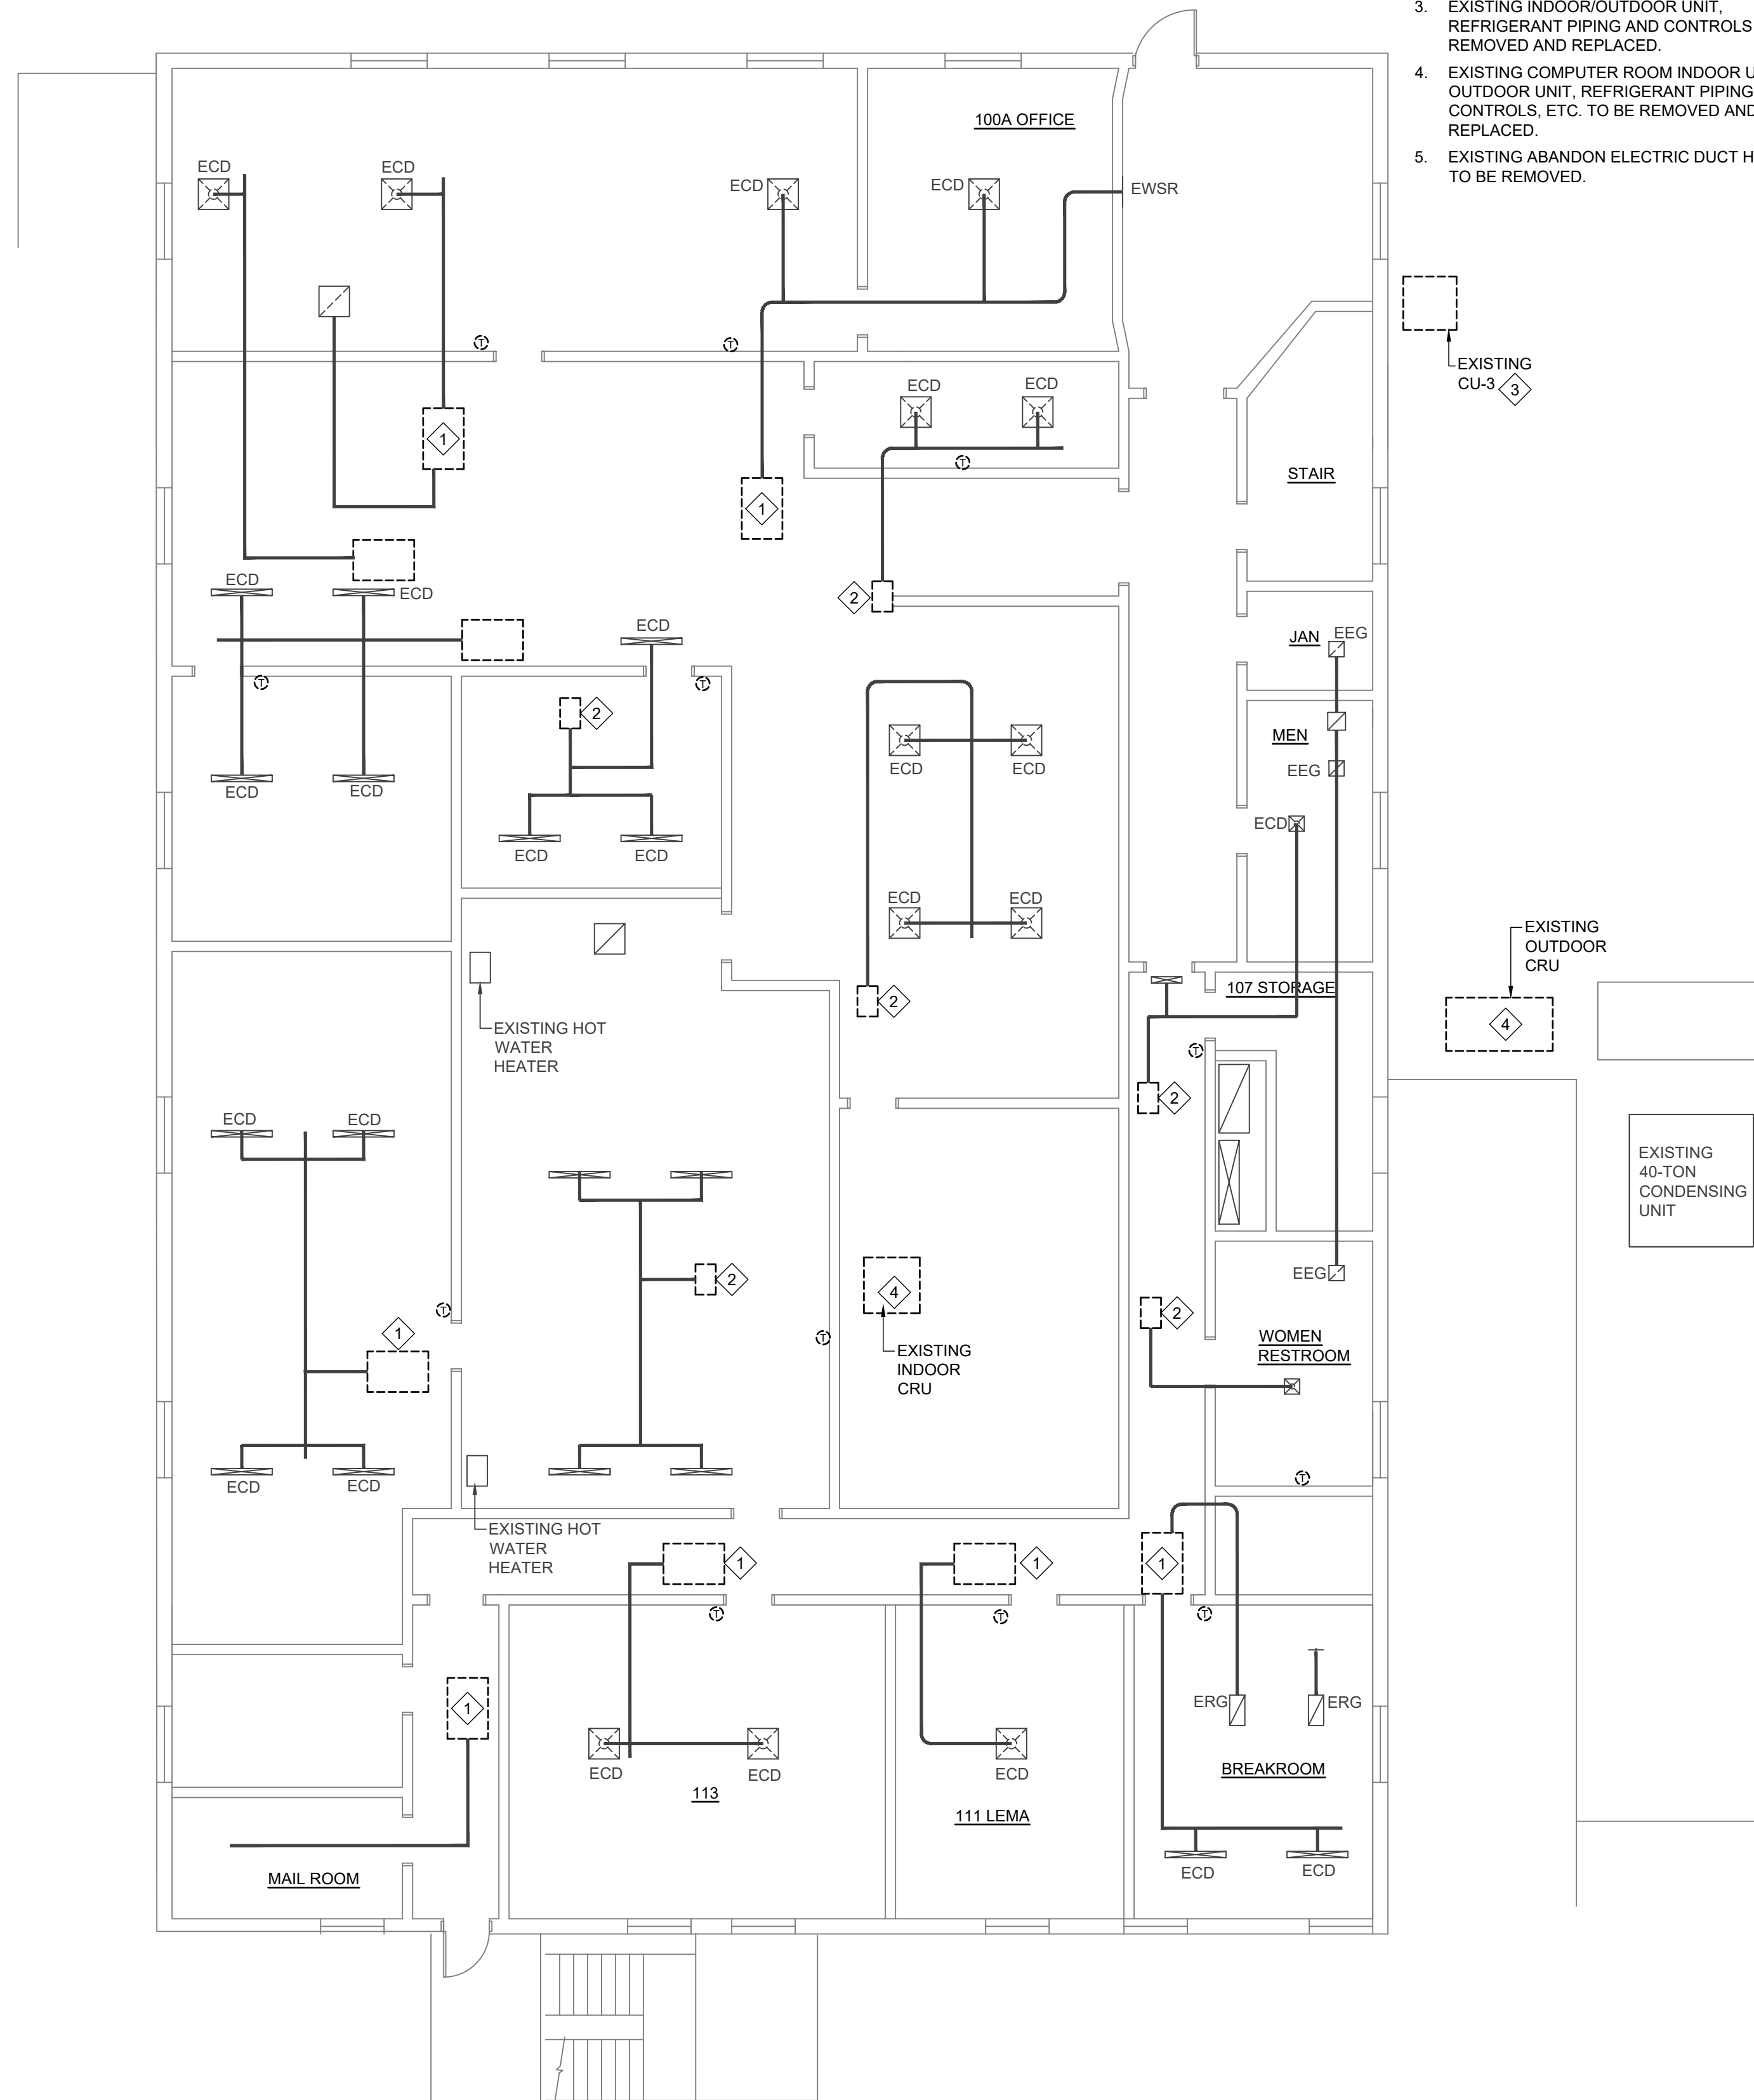 3. EXISTING INDOOR/OUTDOOR UNIT,
REFRIGERANT PIPING AND CONTROLS
REMOVED AND REPLACED.
4. EXISTING COMPUTER ROOM INDOOR
OUTDOOR UNIT, REFRIGERANT PIPING
CONTROLS, ETC. TO BE REMOVED AND
REPLACED.
5. EXISTING ABANDON ELECTRIC DUCT
TO BE REMOVED.
100A OFFICE
ECD
ECD
ECD
ECD
EWSR
T
T
EXISTING
CU-3 3
ECD
ECD
1
T
STAIR
1
ECD
ECD
2
ECD
JAN
EEG
T
T
2
MEN
EEG
ECD
ECD
ECD
ECD
ECD
ECD
ECD
ECD
ECD
ECD
EXISTING
OUTDOOR
CRU
107 STORAGE
2
4
EXISTING HOT
WATER
HEATER
T
2
ECD
ECD
EXISTING
40-TON
CONDENSING
UNIT
2
EEG
4
T
2
1
T
WOMEN
RESTROOM
EXISTING
INDOOR
CRU
ECD
ECD
T
EXISTING HOT
WATER
HEATER
1
1
1
T
T
T
1
ERG
ERG
ECD
ECD
ECD
BREAKROOM
113
111 LEMA
MAIL ROOM
ECD
ECD